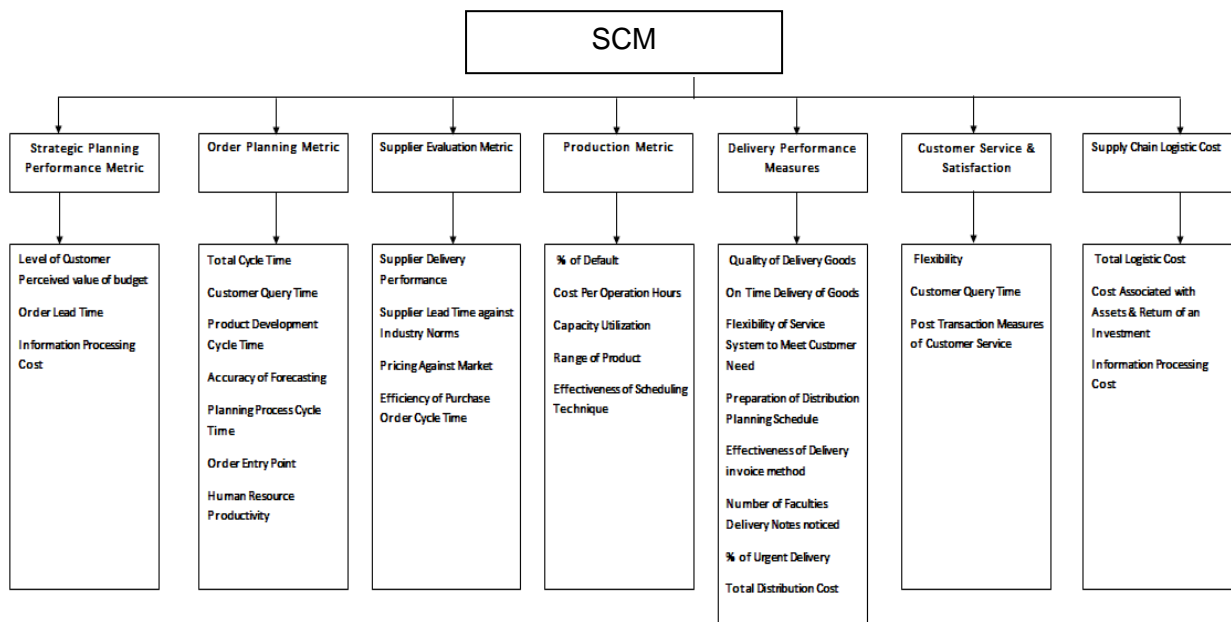 SCM
Strategic Planning
Performance Metric
Order Planning Metric
Supplier Evaluation Metric
Production Metric
Delivery Performance
Measures
Customer Service &
Satisfaction
Supply Chain Logistic Cost
Level of Customer
Perceived value of budget
Order Lead Time
Information Processing
Cost
Total Cycle Time
Customer Query Time
Product Development
Cycle Time
Accuracy of Forecasting
Planning Process Cycle
Time
Order Entry Point
Human Resource
Productivity
Supplier Delivery
Performance
Supplier Lead Time against
Industry Norms
Pricing Against Market
Efficiency of Purchase
Order Cycle Time
% of Default
Cost Per Operation Hours
Capacity Utilization
Range of Product
Effectiveness of Scheduling
Technique
Quality of Delivery Goods
On Time Delivery of Goods
Flexibility of Service
System to Meet Customer
Need
Preparation of Distribution
Planning Schedule
Effectiveness of Delivery
invoice method
Number of Faculties
Delivery Notes noticed
% of Urgent Delivery
Total Distribution Cost
Flexibility
Customer Query Time
Post Transaction Measures
of Customer Service
Total Logistic Cost
Cost Associated with
Assets & Return of an
Investment
Information Processing
Cost